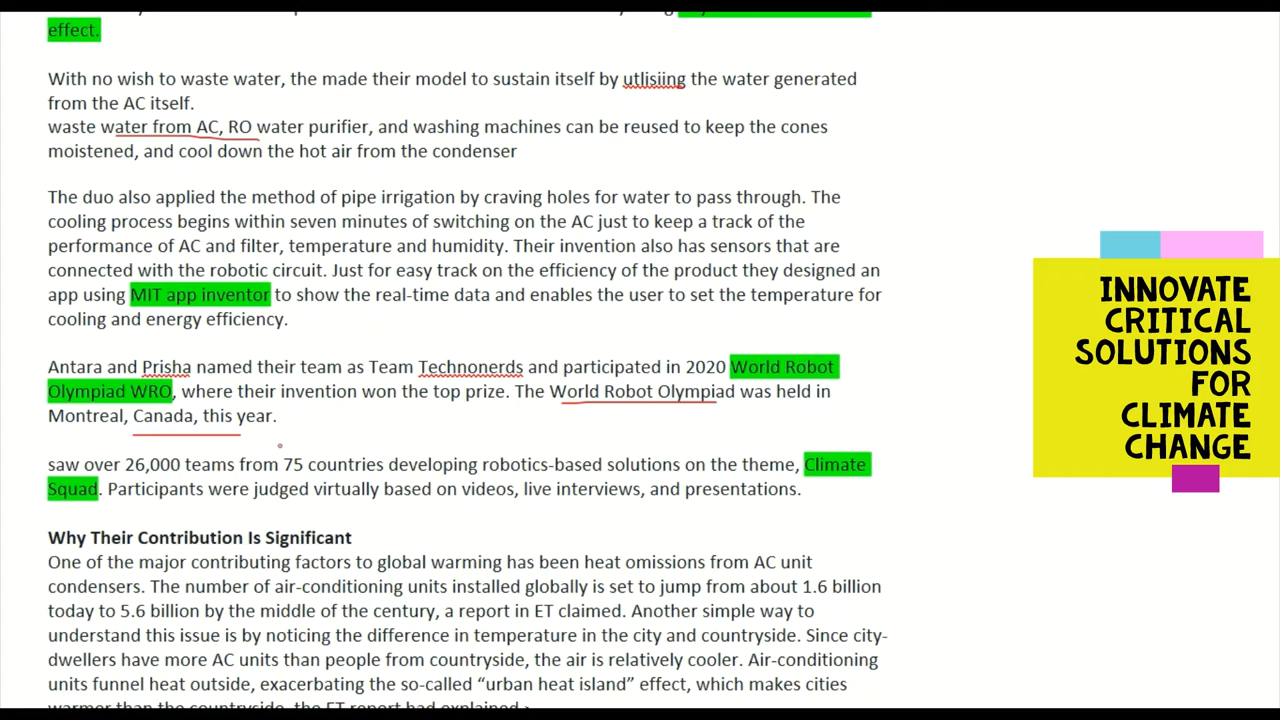 effect.
With no wish to waste water, the made their model to sustain itself by utlisiing the water generated
from the AC itself.
waste water from AC, RO water purifier, and washing machines can be reused to keep the cones
moistened, and cool down the hot air from the condenser
The duo also applied the method of pipe irrigation by craving holes for water to pass through. The
cooling process begins within seven minutes of switching on the AC just to keep a track of the
performance of AC and filter, temperature and humidity. Their invention also has sensors that are
connected with the robotic circuit. Just for easy track on the efficiency of the product they designed an
app using MIT app inventor to show the real-time data and enables the user to set the temperature for
cooling and energy efficiency.
Antara and Prisha named their team as Team Technonerds and participated in 2020 World Robot
Olympiad WRO, where their invention won the top prize. The World Robot Olympiad was held in
Montreal, Canada, this year.
saw over 26,000 teams from 75 countries developing robotics-based solutions on the theme, Climate
Squad. Participants were judged virtually based on videos, live interviews, and presentations.
Why Their Contribution Is Significant
One of the major contributing factors to global warming has been heat omissions from AC unit
condensers. The number of air-conditioning units installed globally is set to jump from about 1.6 billion
today to 5.6 billion by the middle of the century, a report in ET claimed. Another simple way to
understand this issue is by noticing the difference in temperature in the city and countryside. Since city-
dwellers have more AC units than people from countryside, the air is relatively cooler. Air-conditioning
units funnel heat outside, exacerbating the so-called “urban heat island” effect, which makes cities
warmer than the countryside, the ET report had explained.
INNOVATE
CRITICAL
SOLUTIONS
FOR
CLIMATE
CHANGE